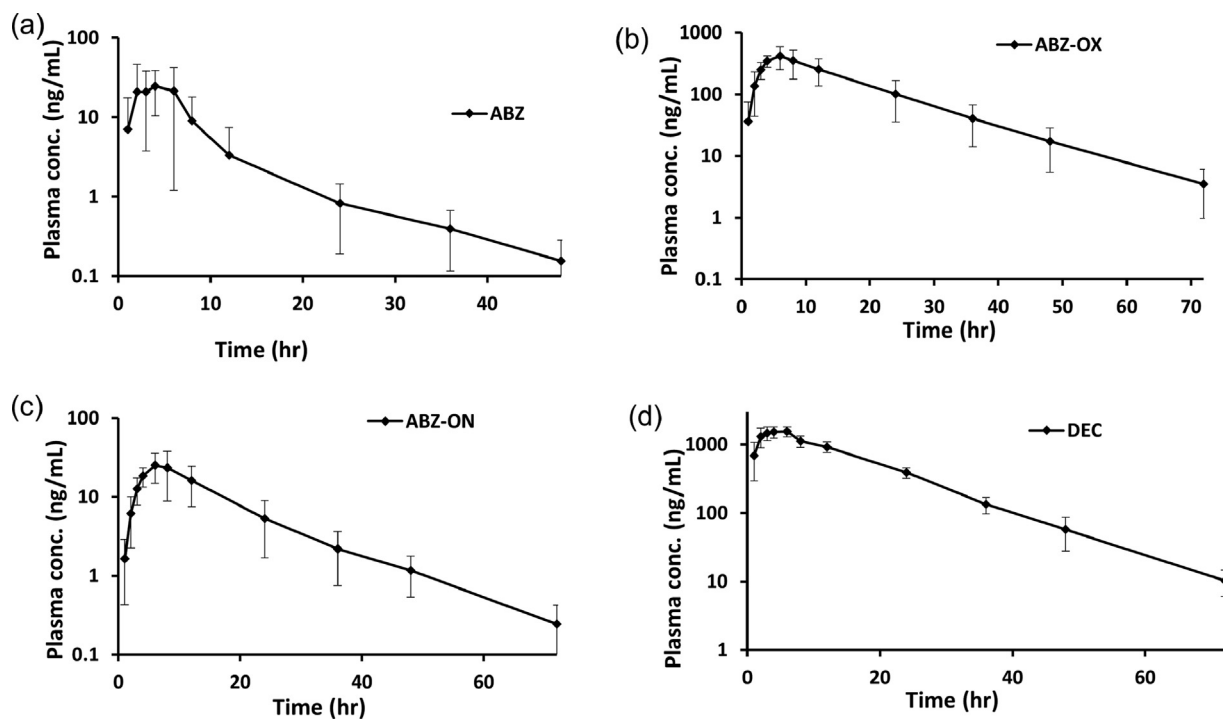 (a)
Plasma conc. (ng/mL)
100
10
1
0.1
ABZ
0 10 20 30 40
Time (hr)
(b)
Plasma conc. (ng/mL)
1000
100
10
1
0.1
ABZ-OX
0 10 20 30 40 50 60 70
Time (hr)
(c)
Plasma conc. (ng/mL)
100
10
1
0.1
ABZ-ON
0 20 40 60
Time (hr)
(d)
Plasma conc. (ng/mL)
1000
100
10
1
DEC
0 20 40 60
Time (hr)